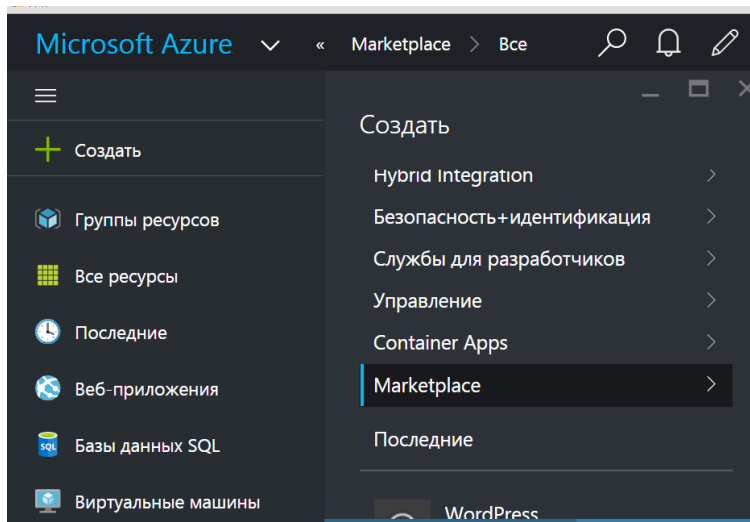 Microsoft Azure « Marketplace > Все
Создать
Группы ресурсов
Все ресурсы
Последние
Веб-приложения
SQL Базы данных SQL
Виртуальные машины
Создать
Hybrid Integration
Безопасность+идентификация
Службы для разработчиков
Управление
Container Apps
Marketplace
Последние
WordPress